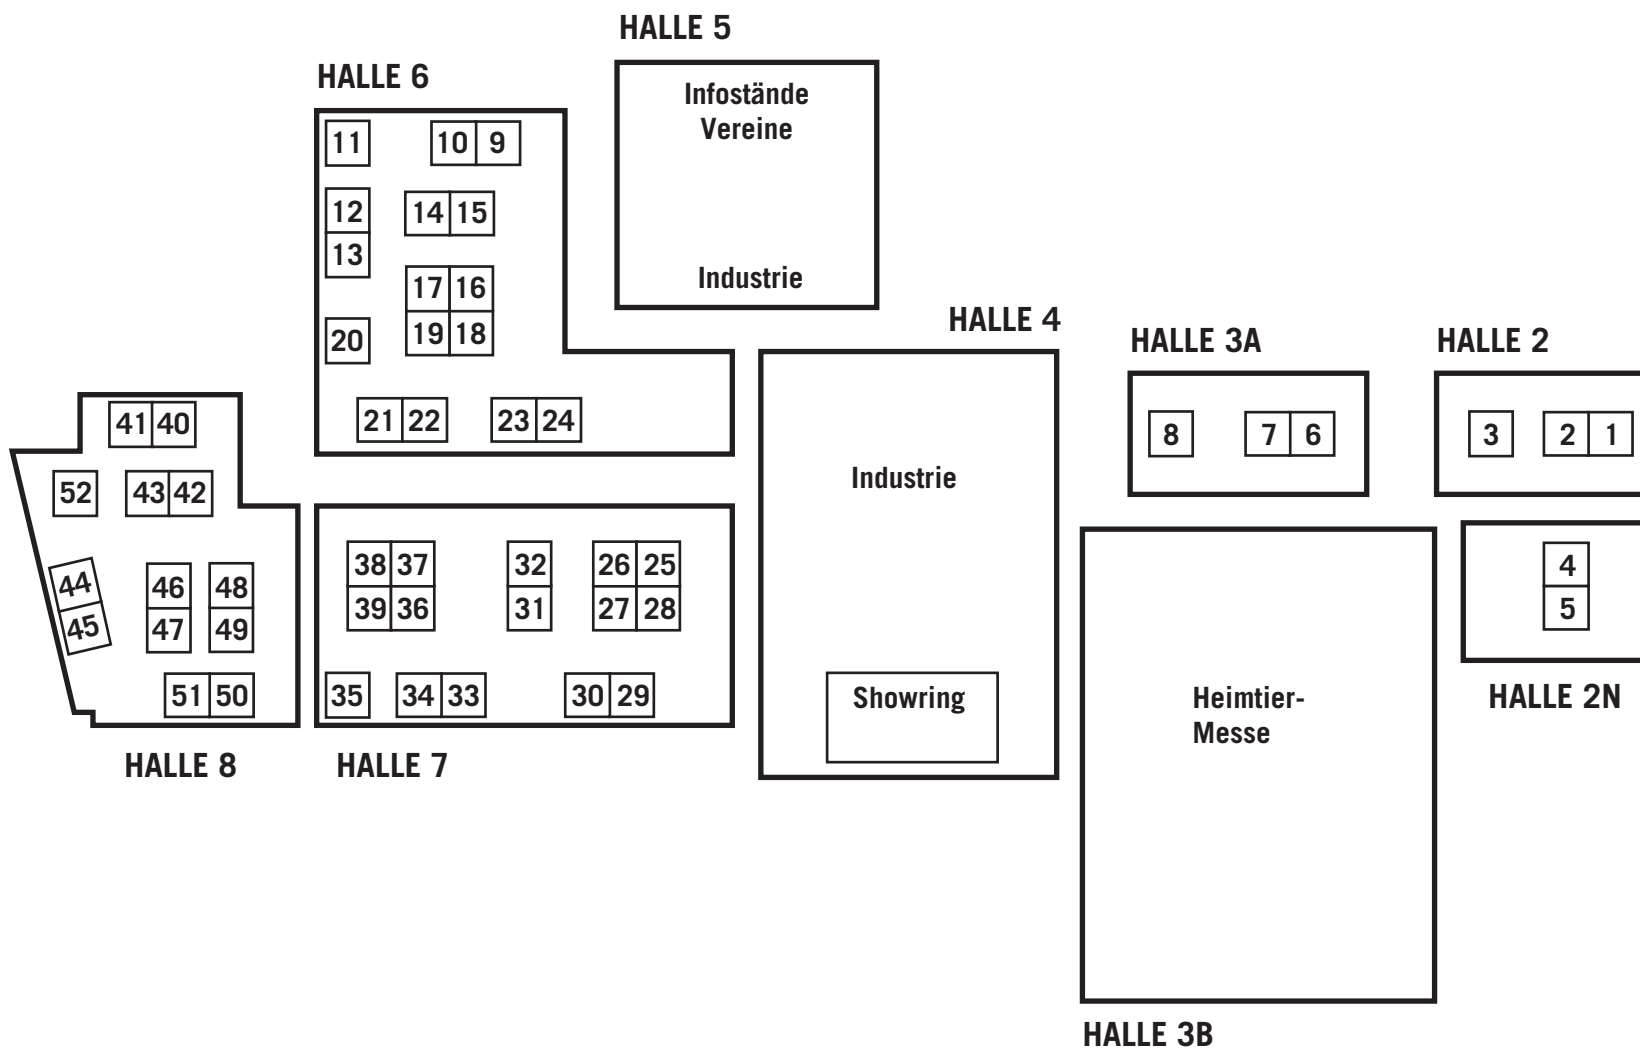 HALLE 5
Infostände
Vereine
Industrie
HALLE 6
11
10 9
12
13
14 15
17 16
19 18
20
21 22
23 24
HALLE 4
Industrie
Showring
HALLE 3A
8
7 6
HALLE 2
3
2 1
4
5
HALLE 2N
Heimtier-
Messe
HALLE 3B
41 40
52
43 42
44
45
46
47
48
49
51 50
HALLE 8
38 37
39 36
32
31
26 25
27 28
35
34 33
30 29
HALLE 7